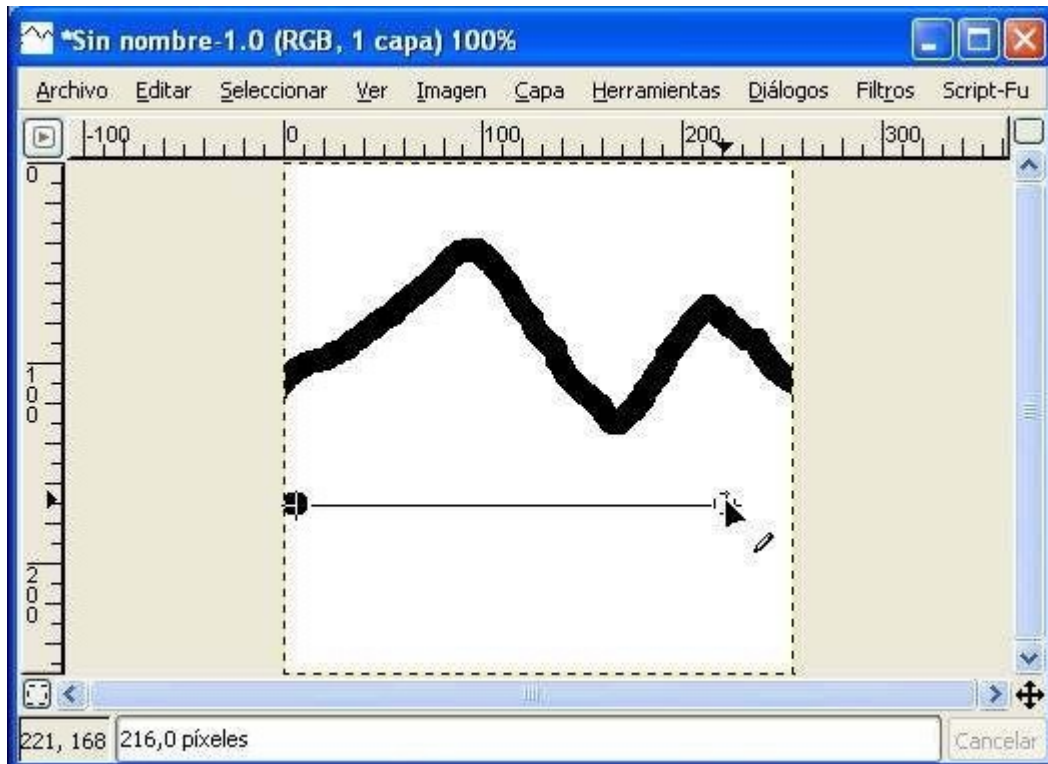 *Sin nombre-1.0 (RGB, 1 capa) 100%
Archivo Editar Seleccionar Ver Imagen Capa Herramientas Diálogos Filtros Script-Fu
-100 0 100 200 300
0
100
200
221, 168 216,0 píxeles Cancelar